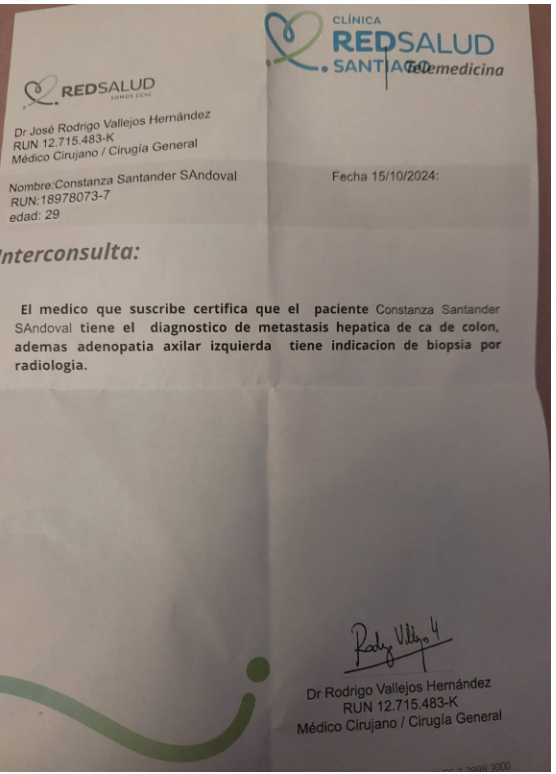 CLÍNICA
REDSALUD
SANTIAGO
Telemedicina
REDSALUD
SOMOS CChC
Dr José Rodrigo Vallejos Hernández
RUN 12.715.483-K
Médico Cirujano / Cirugía General
Nombre:Constanza Santander SAndoval
RUN:18978073-7
edad: 29
Fecha 15/10/2024:
Interconsulta:
El medico que suscribe certifica que el paciente Constanza Santander
SAndoval tiene el diagnostico de metastasis hepatica de ca de colon,
ademas adenopatia axilar izquierda tiene indicacion de biopsia por
radiologia.
Dr Rodrigo Vallejos Hernández
RUN 12.715.483-K
Médico Cirujano / Cirugía General
2998 3000